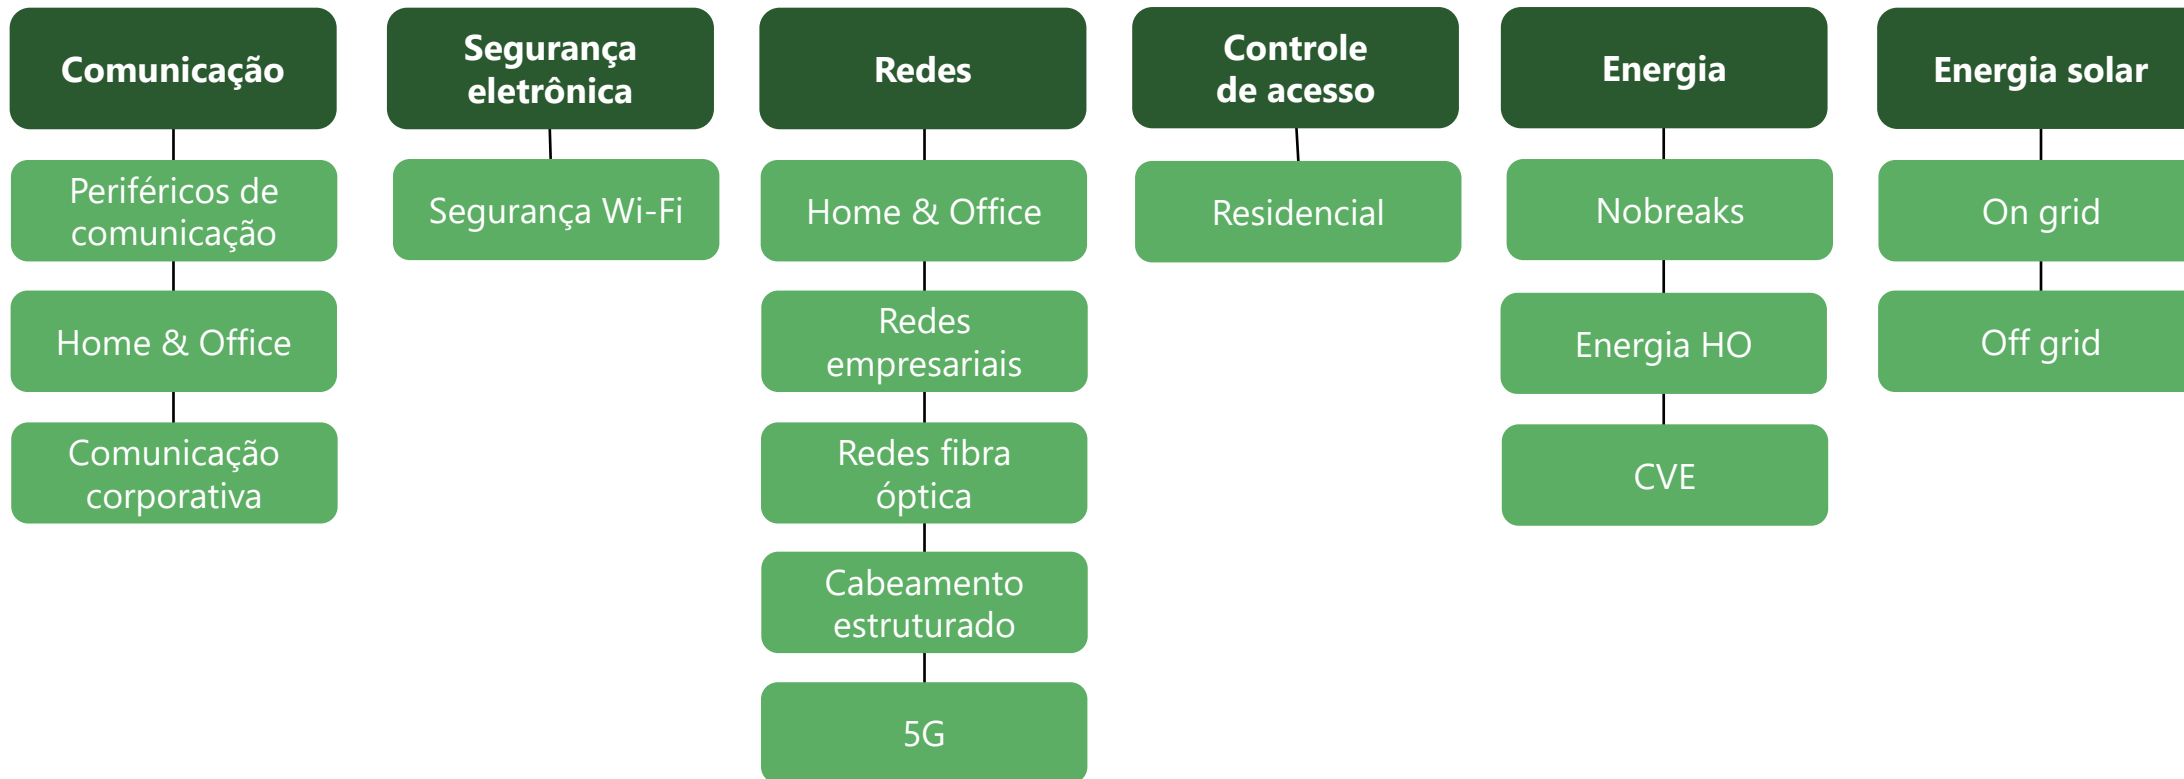 Comunicação
Periféricos de
comunicação
Home & Office
Comunicação
corporativa
Segurança
eletrônica
Segurança Wi-Fi
Redes
Home & Office
Redes
empresariais
Redes fibra
óptica
Cabeamento
estruturado
5G
Controle
de acesso
Residencial
Energia
Nobreaks
Energia HO
CVE
Energia solar
On grid
Off grid